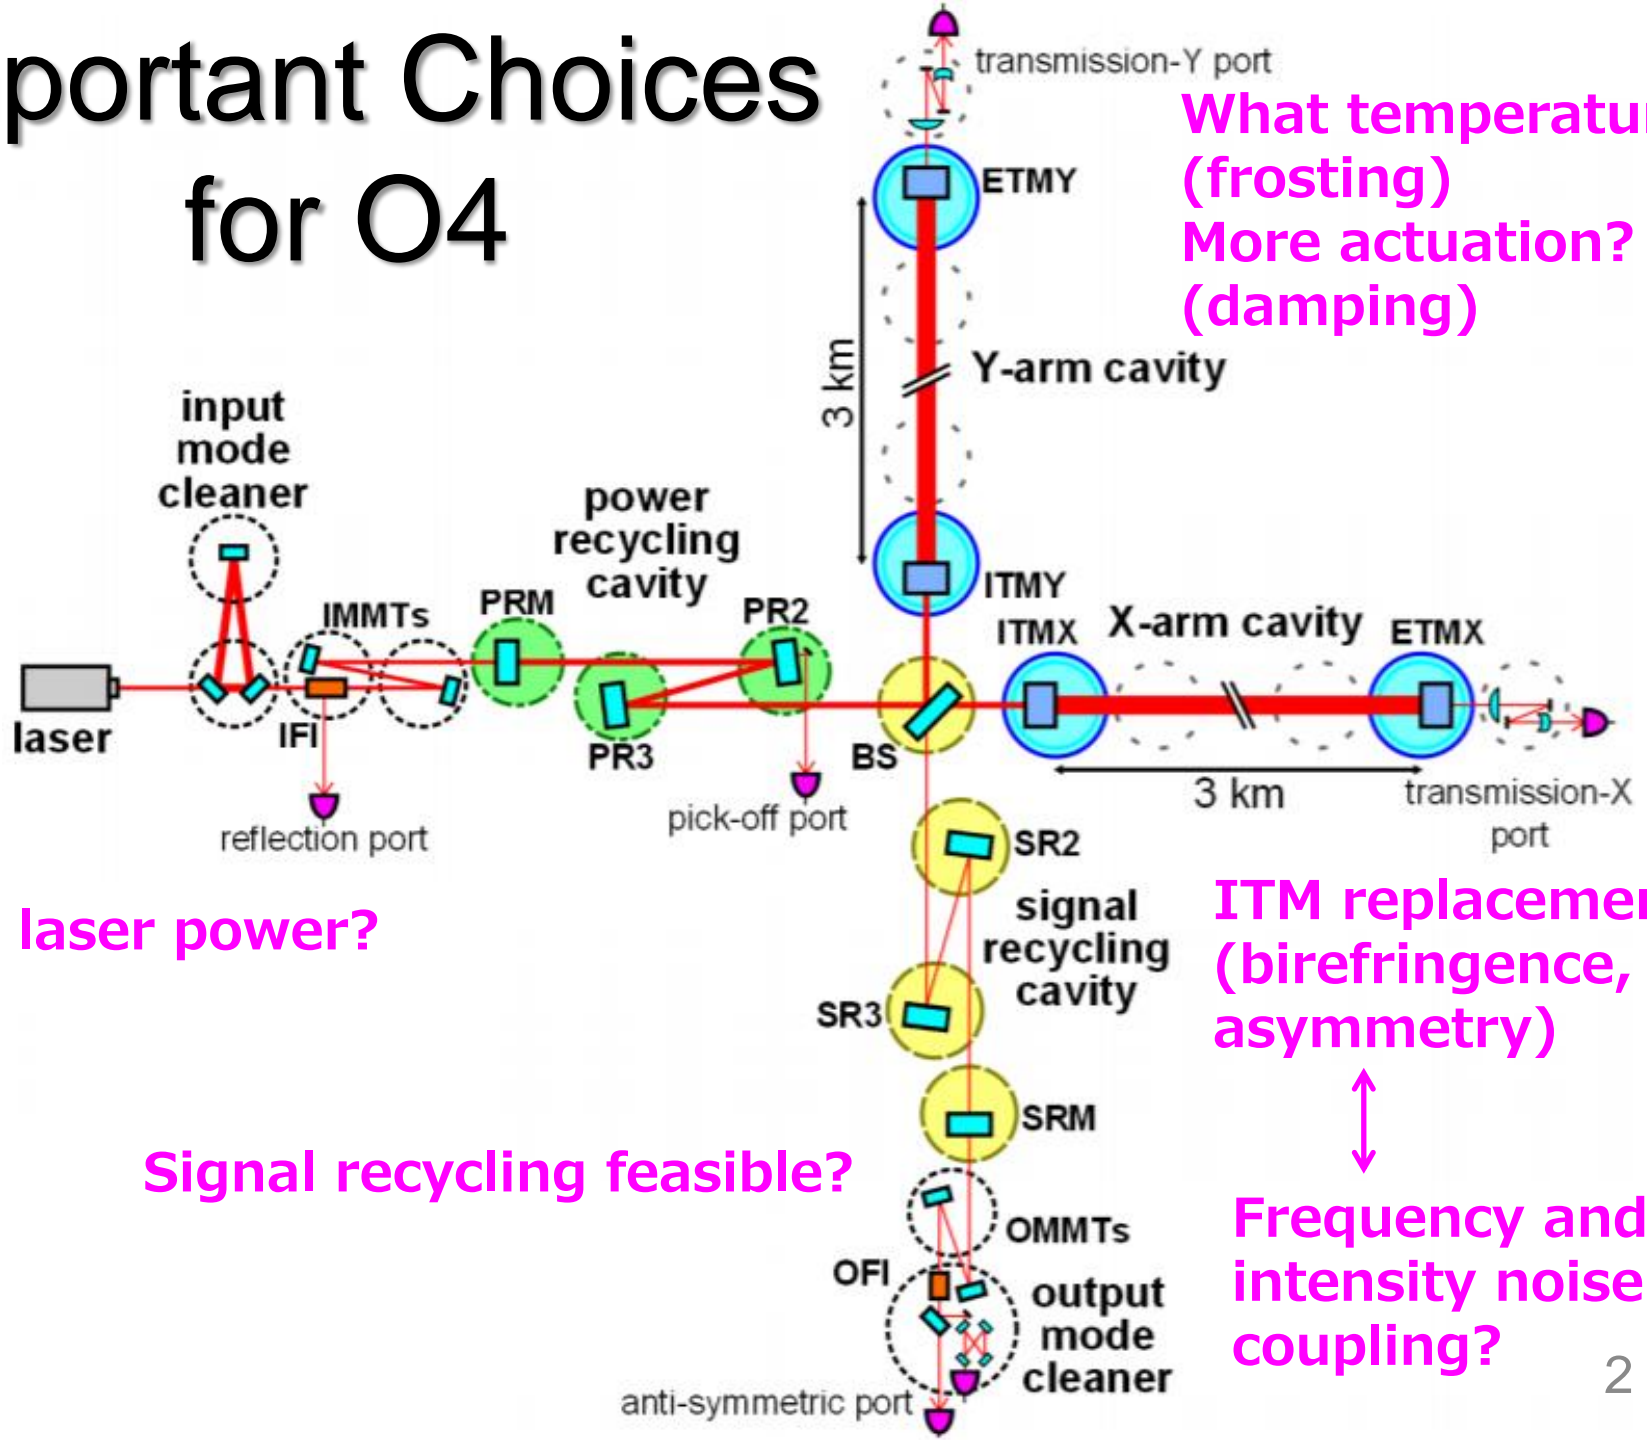 portant Choices
for O4
transmission-Y port
What temperatu
(frosting)
More actuation?
(damping)
ETMY
3 km
Y-arm cavity
input
mode
cleaner
power
recycling
cavity
IMMTs
PRM
PR2
ITMY
ITMX
X-arm cavity
ETMX
laser
IFI
PR3
BS
3 km
transmission-X
port
reflection port
pick-off port
SR2
signal
recycling
cavity
SR3
laser power?
ITM replacemen
(birefringence,
asymmetry)
SRM
Signal recycling feasible?
OMMTs
OFI
output
mode
cleaner
Frequency and
intensity noise
coupling?
anti-symmetric port
2